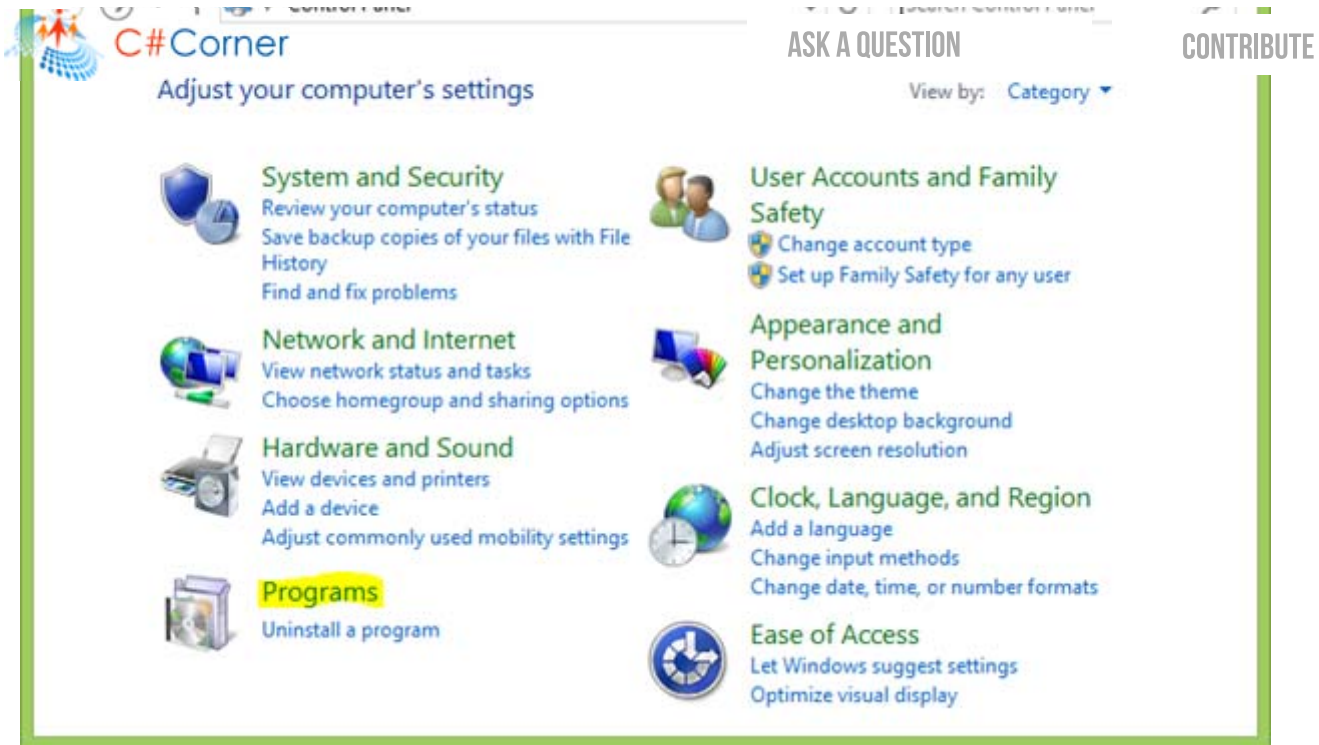 Control Panel
Search Control Panel
C#Corner
ASK A QUESTION
CONTRIBUTE
Adjust your computer's settings
View by: Category
System and Security
Review your computer's status
Save backup copies of your files with File
History
Find and fix problems
Network and Internet
View network status and tasks
Choose homegroup and sharing options
Hardware and Sound
View devices and printers
Add a device
Adjust commonly used mobility settings
Programs
Uninstall a program
User Accounts and Family
Safety
Change account type
Set up Family Safety for any user
Appearance and
Personalization
Change the theme
Change desktop background
Adjust screen resolution
Clock, Language, and Region
Add a language
Change input methods
Change date, time, or number formats
Ease of Access
Let Windows suggest settings
Optimize visual display